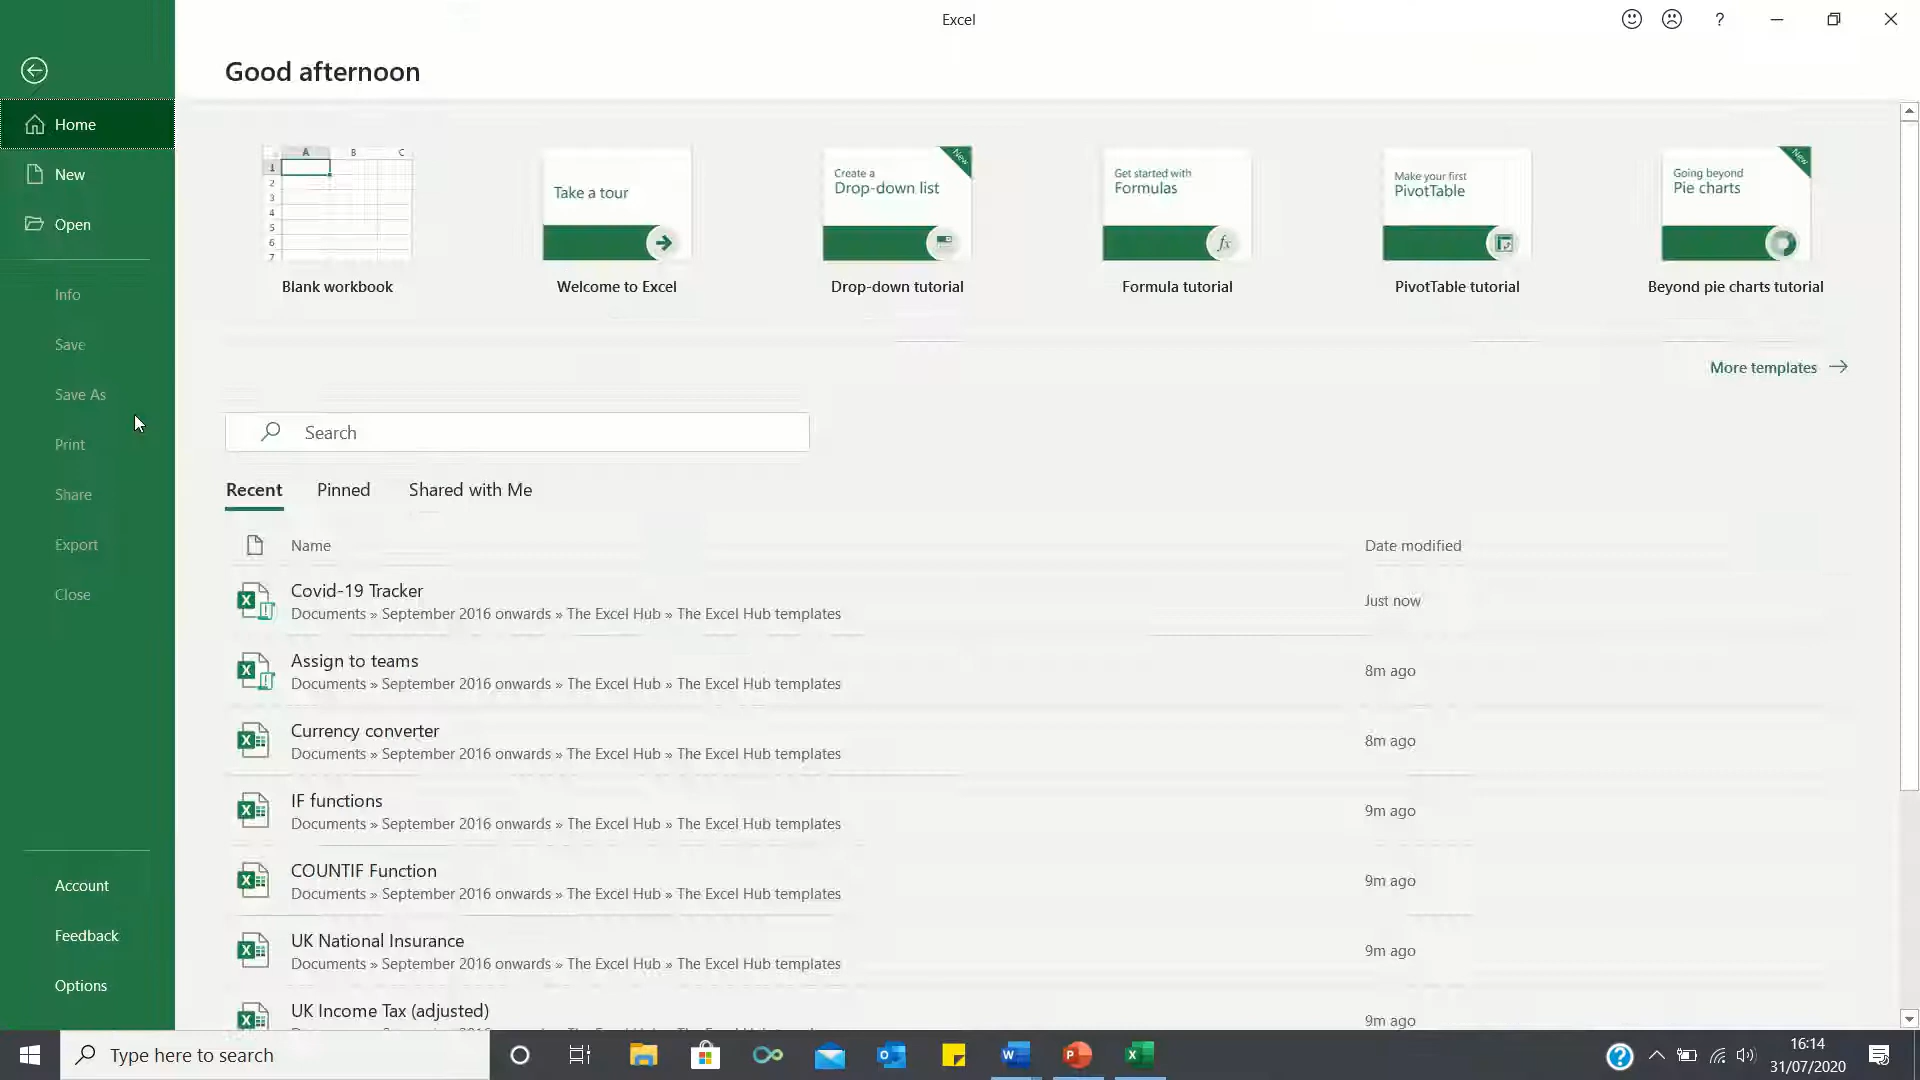 Excel
?
Good afternoon
Home
New
Open
Info
Save
Save As
Print
Share
Export
Close
Account
Feedback
Options
A B C
1
2
3
4
5
6
7
Blank workbook
Take a tour
Welcome to Excel
New
Create a
Drop-down list
Drop-down tutorial
Get started with
Formulas
fx
Formula tutorial
Make your first
PivotTable
PivotTable tutorial
New
Going beyond
Pie charts
Beyond pie charts tutorial
More templates
Search
Recent Pinned Shared with Me
Name Date modified
Covid-19 Tracker
Documents » September 2016 onwards » The Excel Hub » The Excel Hub templates
Just now
Assign to teams
Documents » September 2016 onwards » The Excel Hub » The Excel Hub templates
8m ago
Currency converter
Documents » September 2016 onwards » The Excel Hub » The Excel Hub templates
8m ago
IF functions
Documents » September 2016 onwards » The Excel Hub » The Excel Hub templates
9m ago
COUNTIF Function
Documents » September 2016 onwards » The Excel Hub » The Excel Hub templates
9m ago
UK National Insurance
Documents » September 2016 onwards » The Excel Hub » The Excel Hub templates
9m ago
UK Income Tax (adjusted)
9m ago
Type here to search
16:14
31/07/2020